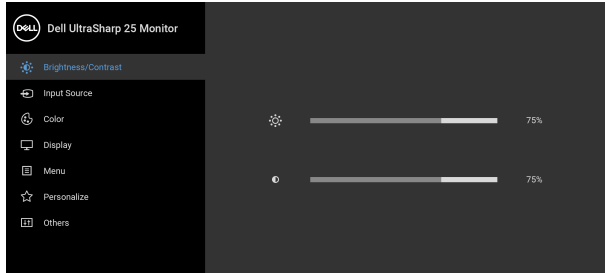 DELL
Dell UltraSharp 25 Monitor
Brightness/Contrast
Input Source
Color
Display
Menu
Personalize
Others
75%
75%